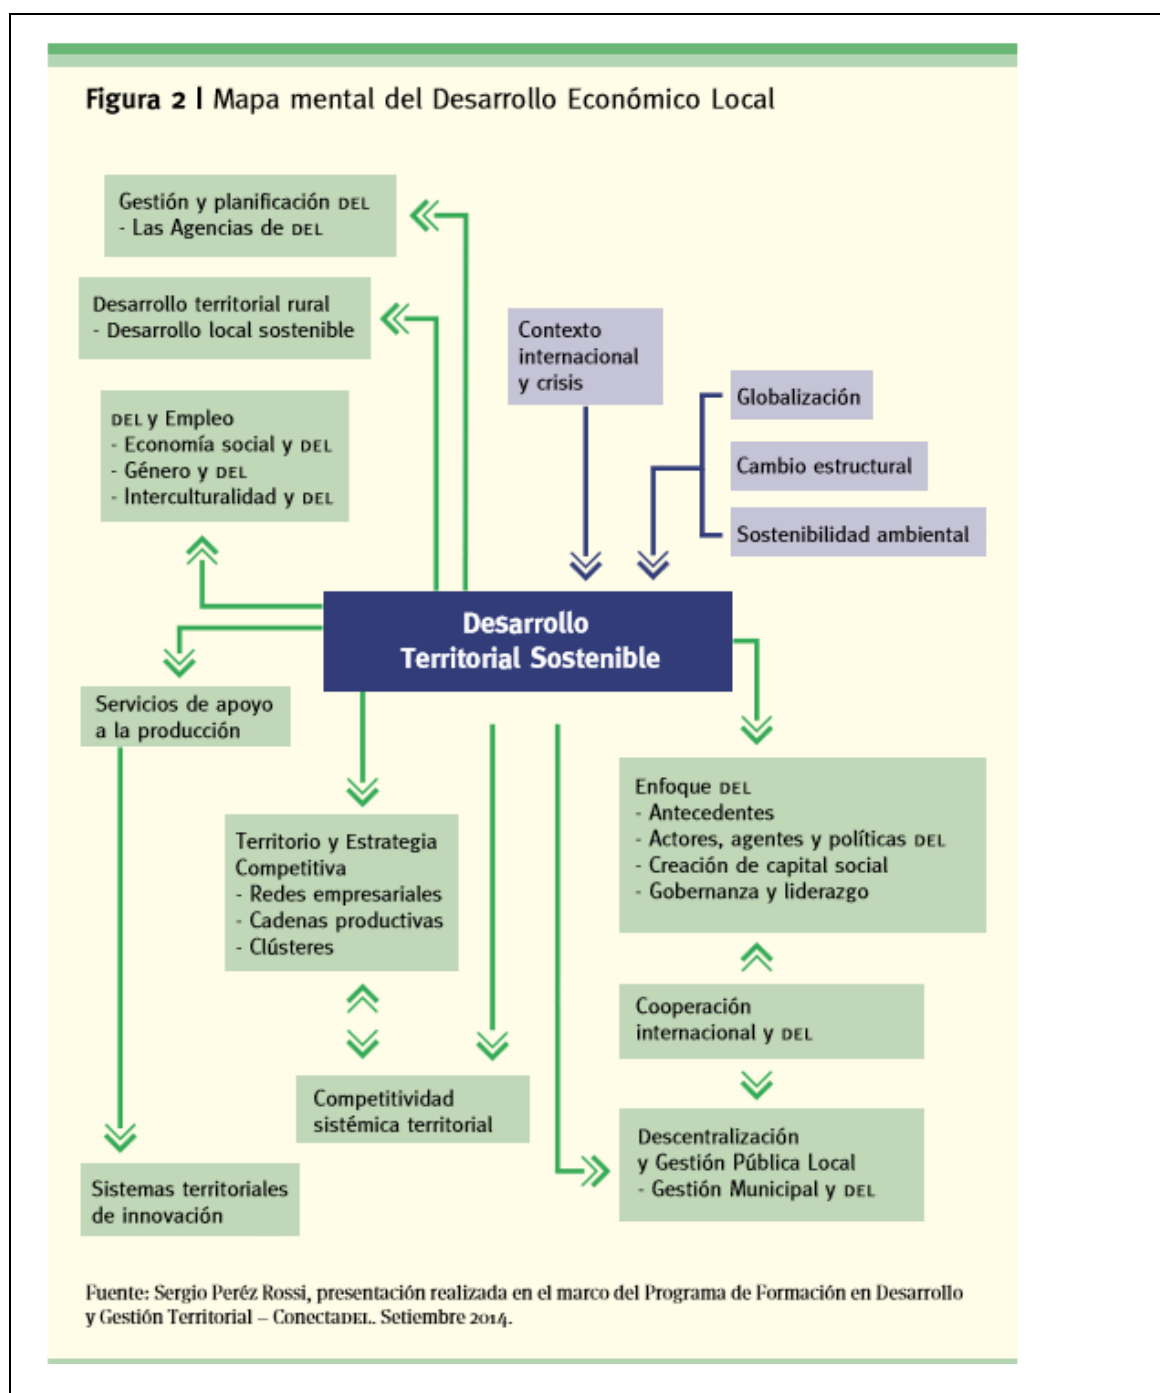 Figura 2 | Mapa mental del Desarrollo Económico Local
Gestión y planificación DEL
- Las Agencias de DEL
Desarrollo territorial rural
- Desarrollo local sostenible
DEL y Empleo
- Economía social y DEL
- Género y DEL
- Interculturalidad y DEL
Contexto
internacional
y crisis
Globalización
Cambio estructural
Sostenibilidad ambiental
Desarrollo
Territorial Sostenible
Servicios de apoyo
a la producción
Territorio y Estrategia
Competitiva
- Redes empresariales
- Cadenas productivas
- Clústeres
Enfoque DEL
- Antecedentes
- Actores, agentes y políticas DEL
- Creación de capital social
- Gobernanza y liderazgo
Cooperación
internacional y DEL
Competitividad
sistémica territorial
Descentralización
y Gestión Pública Local
- Gestión Municipal y DEL
Sistemas territoriales
de innovación
Fuente: Sergio Peréz Rossi, presentación realizada en el marco del Programa de Formación en Desarrollo
y Gestión Territorial – ConectaDEL. Setiembre 2014.